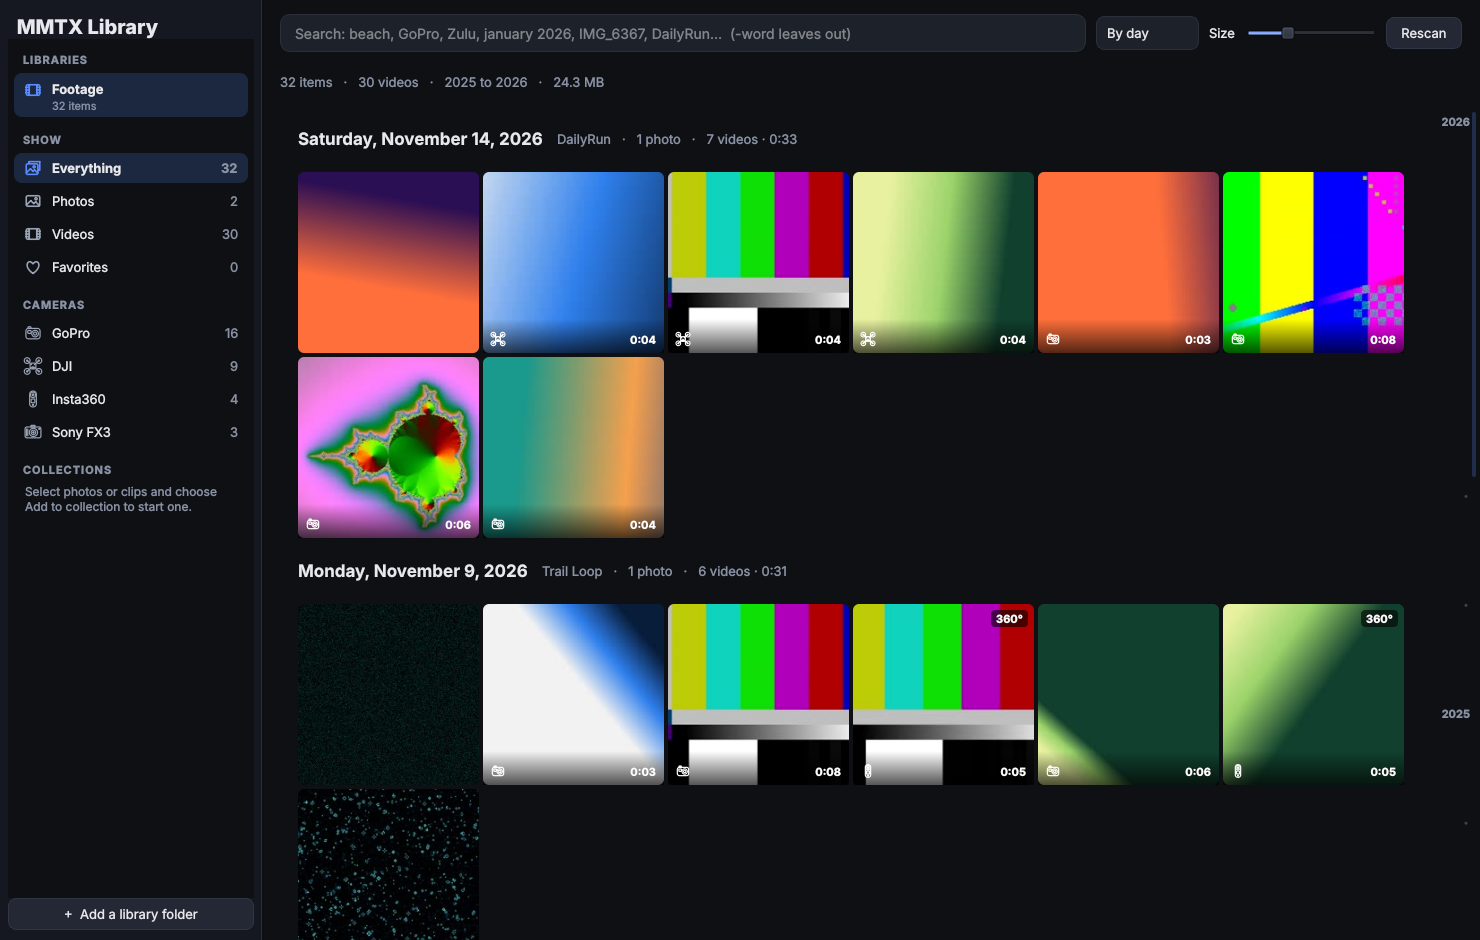 MMTX Library
LIBRARIES
Footage
32 items
SHOW
Everything 32
Photos 2
Videos 30
Favorites 0
CAMERAS
GoPro 16
DJI 9
Insta360 4
Sony FX3 3
COLLECTIONS
Select photos or clips and choose
Add to collection to start one.
+ Add a library folder
Search: beach, GoPro, Zulu, january 2026, IMG_6367, DailyRun... (-word leaves out)
By day
Size
Rescan
32 items · 30 videos · 2025 to 2026 · 24.3 MB
Saturday, November 14, 2026 DailyRun · 1 photo · 7 videos · 0:33
0:04
0:04
0:04
0:03
0:08
0:06
0:04
Monday, November 9, 2026 Trail Loop · 1 photo · 6 videos · 0:31
360°
360°
0:03
0:08
0:05
0:06
0:05
2026
2025